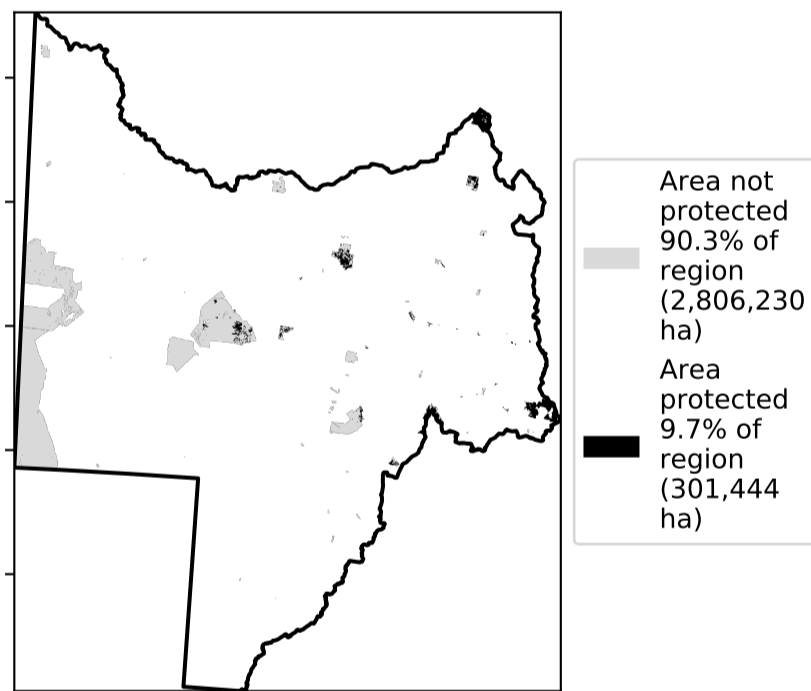 Area not
protected
90.3% of
region
(2,806,230
ha)
Area
protected
9.7% of
region
(301,444
ha)